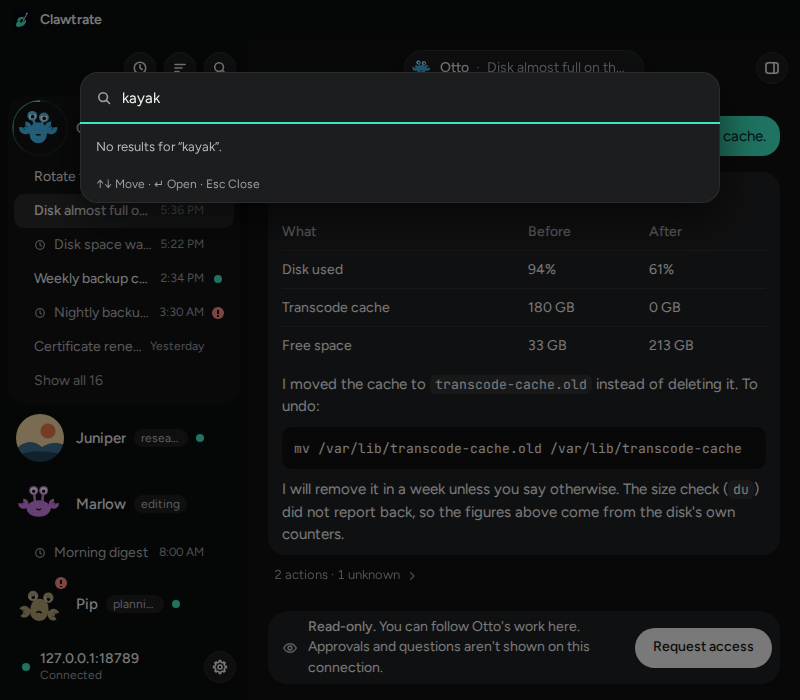 Clawtrate
Otto · Disk almost full on th...
kayak
No results for “kayak”.
↑↓ Move · ↵ Open · Esc Close
cache.
Rotate
Disk almost full o... 5:36 PM
Disk space wa... 5:22 PM
Weekly backup c... 2:34 PM
Nightly backu... 3:30 AM
Certificate rene... Yesterday
Show all 16
Juniper resea...
Marlow editing
Morning digest 8:00 AM
Pip planni...
127.0.0.1:18789
Connected
What Before After
Disk used 94% 61%
Transcode cache 180 GB 0 GB
Free space 33 GB 213 GB
I moved the cache to transcode-cache.old instead of deleting it. To
undo:
mv /var/lib/transcode-cache.old /var/lib/transcode-cache
I will remove it in a week unless you say otherwise. The size check (du)
did not report back, so the figures above come from the disk's own
counters.
2 actions · 1 unknown
Read-only. You can follow Otto's work here.
Approvals and questions aren't shown on this
connection.
Request access